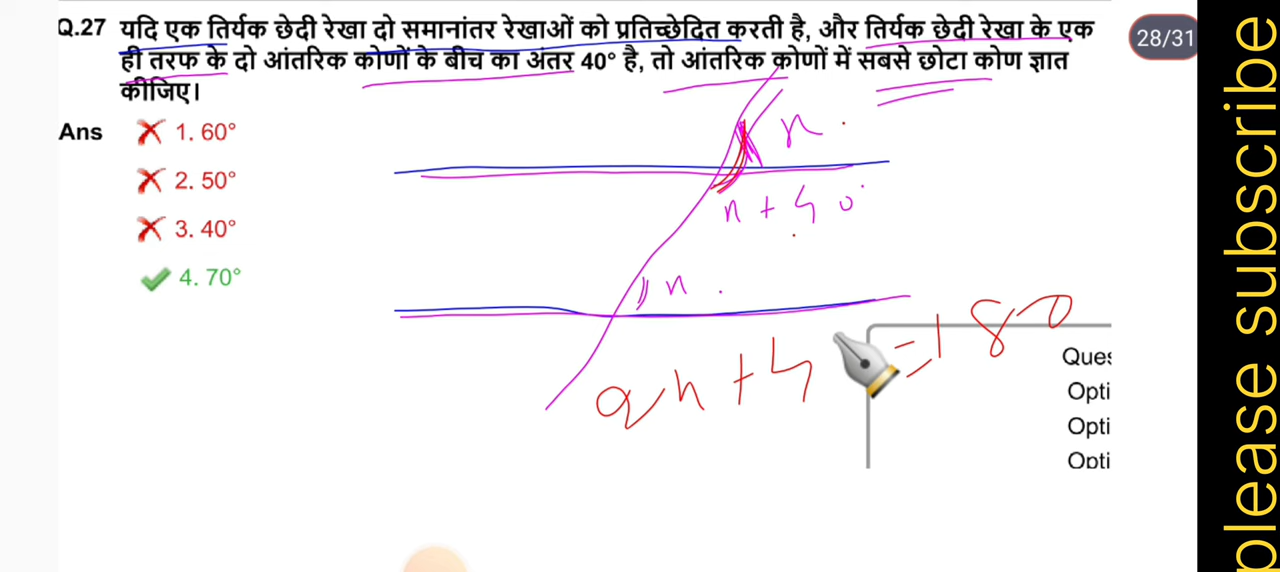 Q.27 यदि एक तिर्यक छेदी रेखा दो समानांतर रेखाओं को प्रतिच्छेदित करती है, और तिर्यक छेदी रेखा के एक
ही तरफ के दो आंतरिक कोणों के बीच का अंतर 40° है, तो आंतरिक कोणों में सबसे छोटा कोण ज्ञात
कीजिए।
28/31
Ans 1. 60°
2. 50°
3. 40°
4. 70°
n
n + 40°
n
2n + 4 = 180
Ques
Opti
Opti
Opti
please subscribe